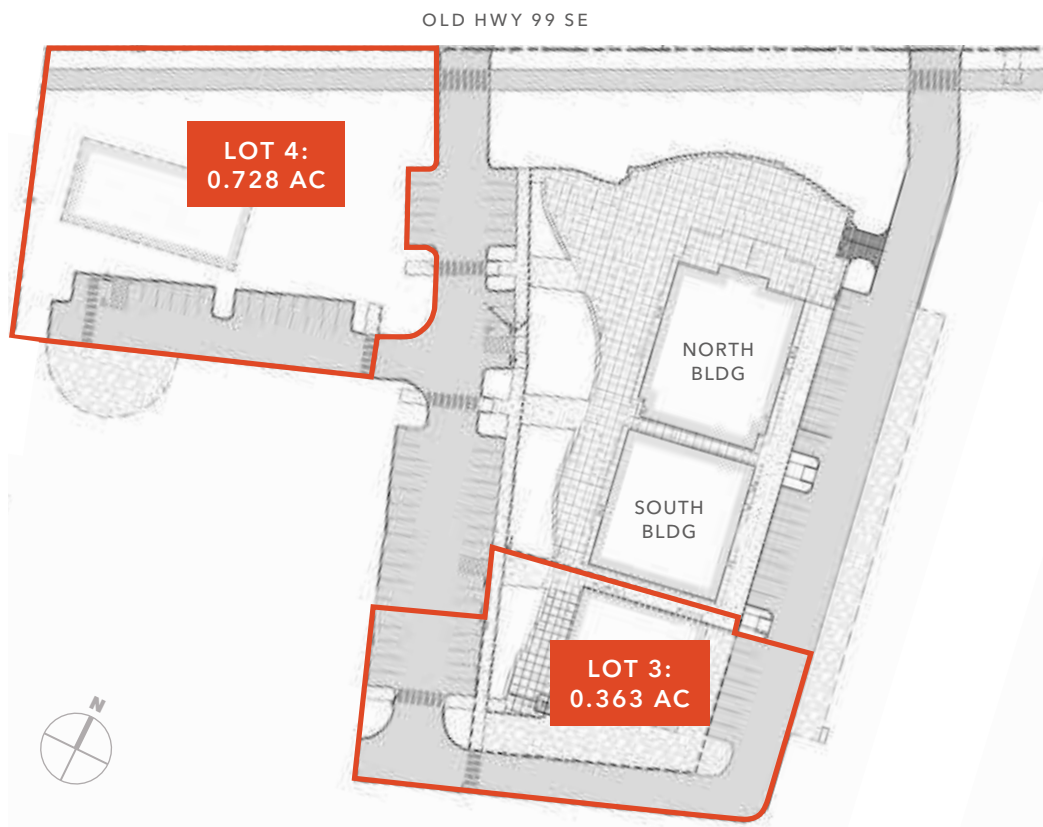 OLD HWY 99 SE
LOT 4:
0.728 AC
NORTH
BLDG
SOUTH
BLDG
LOT 3:
0.363 AC
N